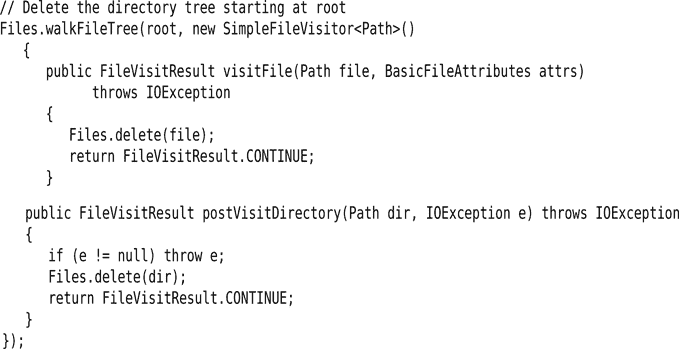 // Delete the directory tree starting at root
Files.walkFileTree(root, new SimpleFileVisitor<Path>()
{
public FileVisitResult visitFile(Path file, BasicFileAttributes attrs)
throws IOException
{
Files.delete(file);
return FileVisitResult.CONTINUE;
}
public FileVisitResult postVisitDirectory(Path dir, IOException e) throws IOException
{
if (e != null) throw e;
Files.delete(dir);
return FileVisitResult.CONTINUE;
}
});